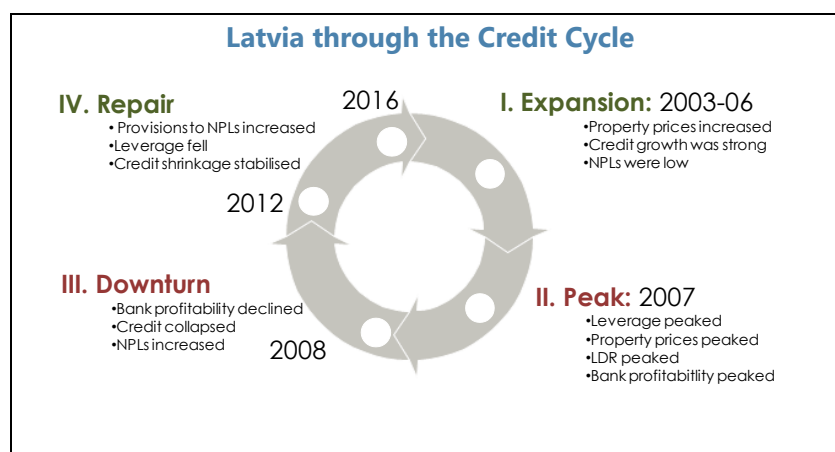 Latvia through the Credit Cycle
IV. Repair
• Provisions to NPLs increased
• Leverage fell
• Credit shrinkage stabilised
2016
I. Expansion: 2003-06
•Property prices increased
•Credit growth was strong
•NPLs were low
2012
III. Downturn
•Bank profitability declined
•Credit collapsed
•NPLs increased
2008
II. Peak: 2007
•Leverage peaked
•Property prices peaked
•LDR peaked
•Bank profitabitlity peaked